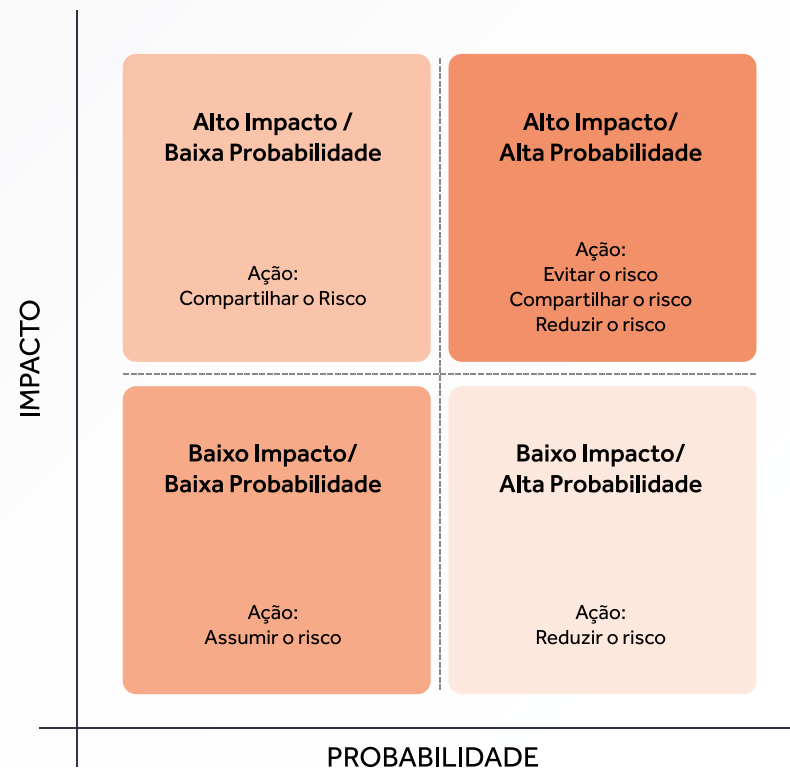 IMPACTO
Alto Impacto /
Baixa Probabilidade
Ação:
Compartilhar o Risco
Alto Impacto/
Alta Probabilidade
Ação:
Evitar o risco
Compartilhar o risco
Reduzir o risco
Baixo Impacto/
Baixa Probabilidade
Ação:
Assumir o risco
Baixo Impacto/
Alta Probabilidade
Ação:
Reduzir o risco
PROBABILIDADE